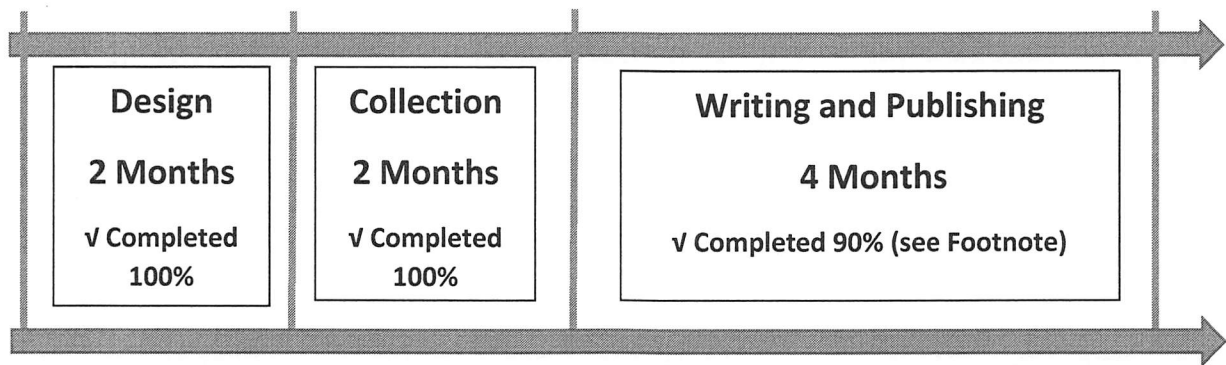 Design
2 Months
√ Completed
100%
Collection
2 Months
√ Completed
100%
Writing and Publishing
4 Months
√ Completed 90% (see Footnote)